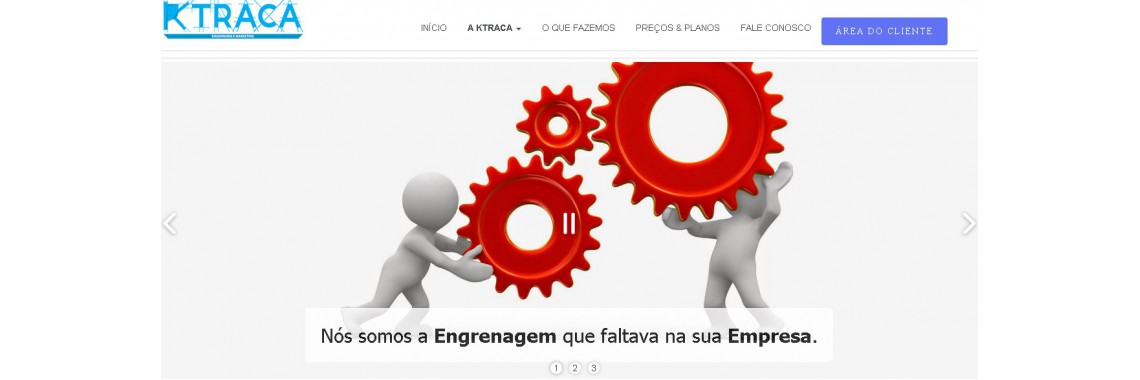 KTRACA
INÍCIO A KTRACA O QUE FAZEMOS PREÇOS & PLANOS FALE CONOSCO ÁREA DO CLIENTE
Nós somos a Engrenagem que faltava na sua Empresa.
1 2 3